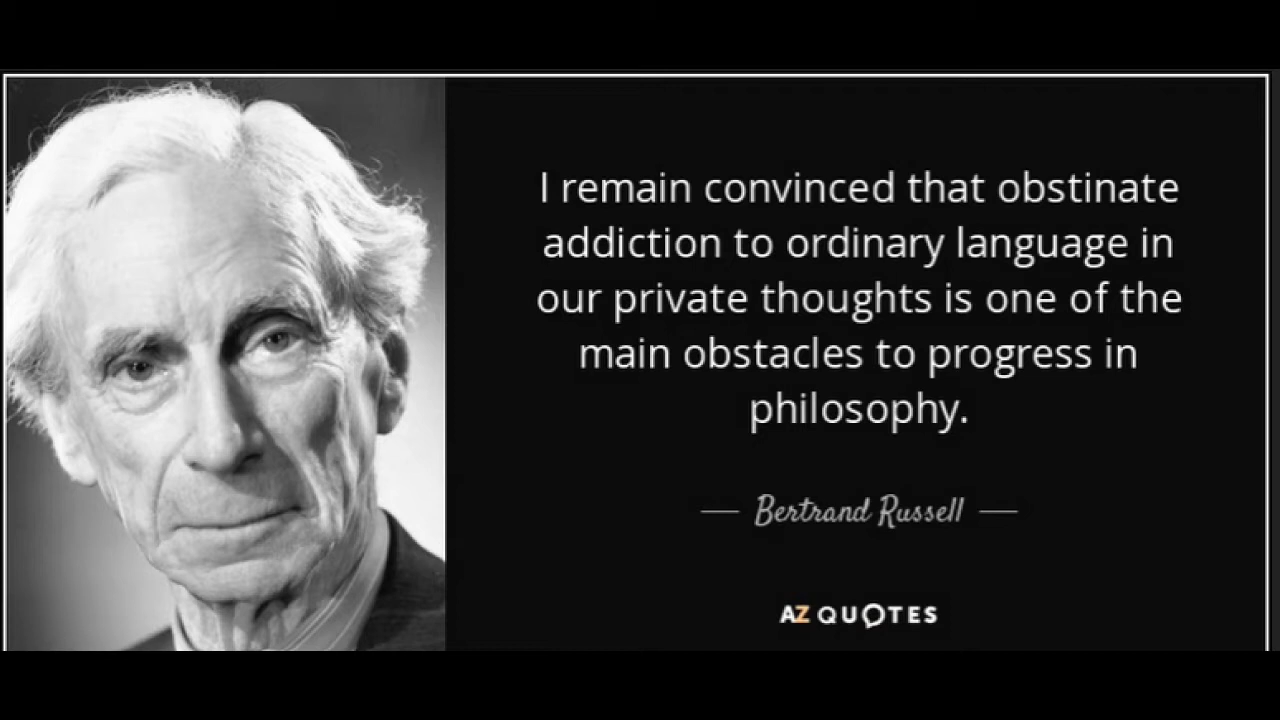 I remain convinced that obstinate
addiction to ordinary language in
our private thoughts is one of the
main obstacles to progress in
philosophy.
— Bertrand Russell —
AZ QUOTES